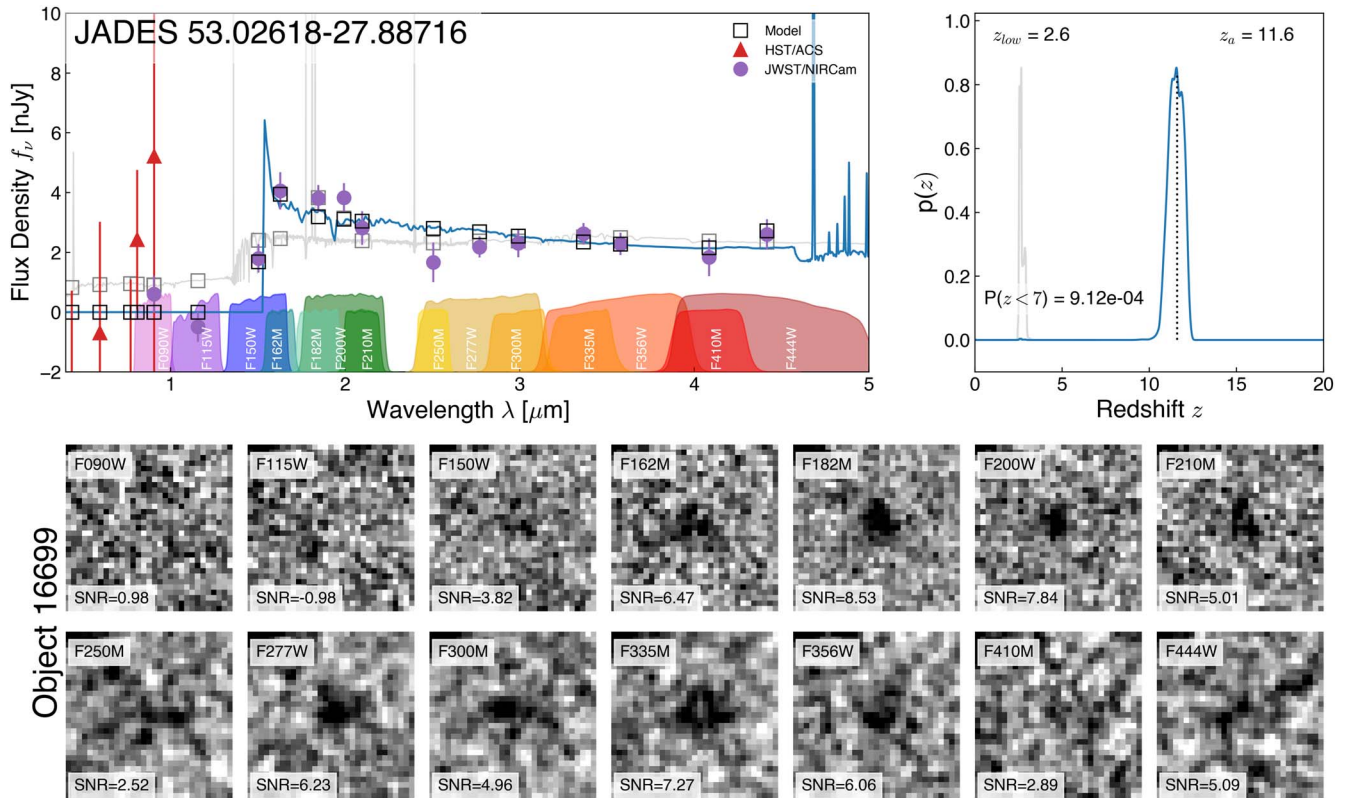 JADES 53.02618-27.88716
Model
HST/ACS
JWST/NIRCam
Flux Density fν [nJy]
10
8
6
4
2
0
−2
F090W
F115W
F150W
F162M
F182M
F200W
F210M
F250M
F277W
F300M
F335M
F356W
F410M
F444W
1 2 3 4 5
Wavelength λ [μm]
z_low = 2.6 z_a = 11.6
P(z < 7) = 9.12e-04
p(z)
1.0
0.8
0.6
0.4
0.2
0.0
0 5 10 15 20
Redshift z
Object 16699
F090W F115W F150W F162M F182M F200W F210M
SNR=0.98 SNR=-0.98 SNR=3.82 SNR=6.47 SNR=8.53 SNR=7.84 SNR=5.01
F250M F277W F300M F335M F356W F410M F444W
SNR=2.52 SNR=6.23 SNR=4.96 SNR=7.27 SNR=6.06 SNR=2.89 SNR=5.09